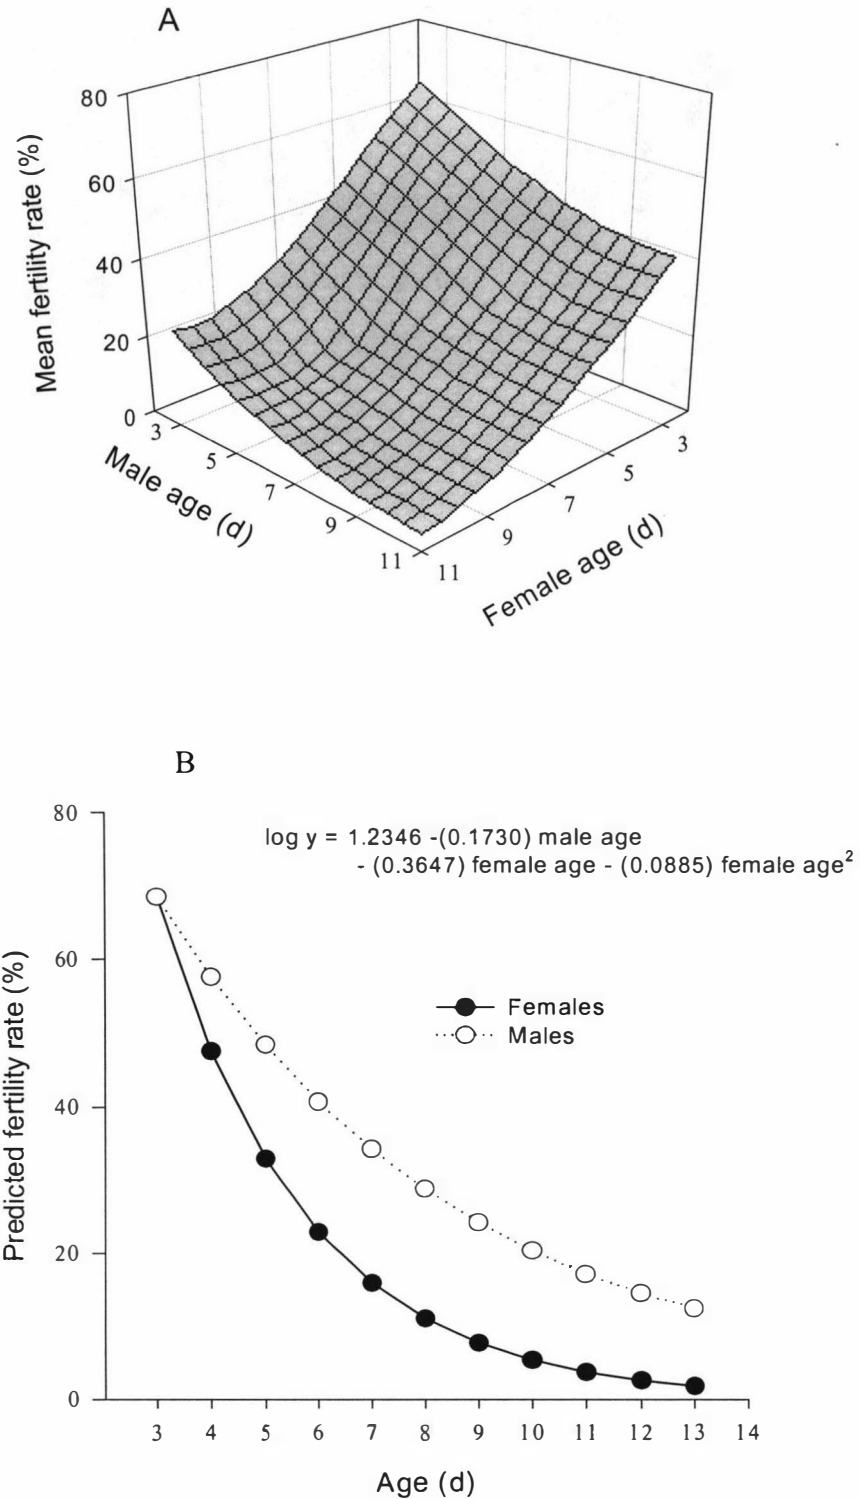 A
80
60
40
20
0
Mean fertility rate (%)
3
5
7
9
11
Male age (d)
3
5
7
9
11
Female age (d)
B
80
60
40
20
0
Predicted fertility rate (%)
log y = 1.2346 -(0.1730) male age
- (0.3647) female age - (0.0885) female age²
Females
Males
3 4 5 6 7 8 9 10 11 12 13 14
Age (d)